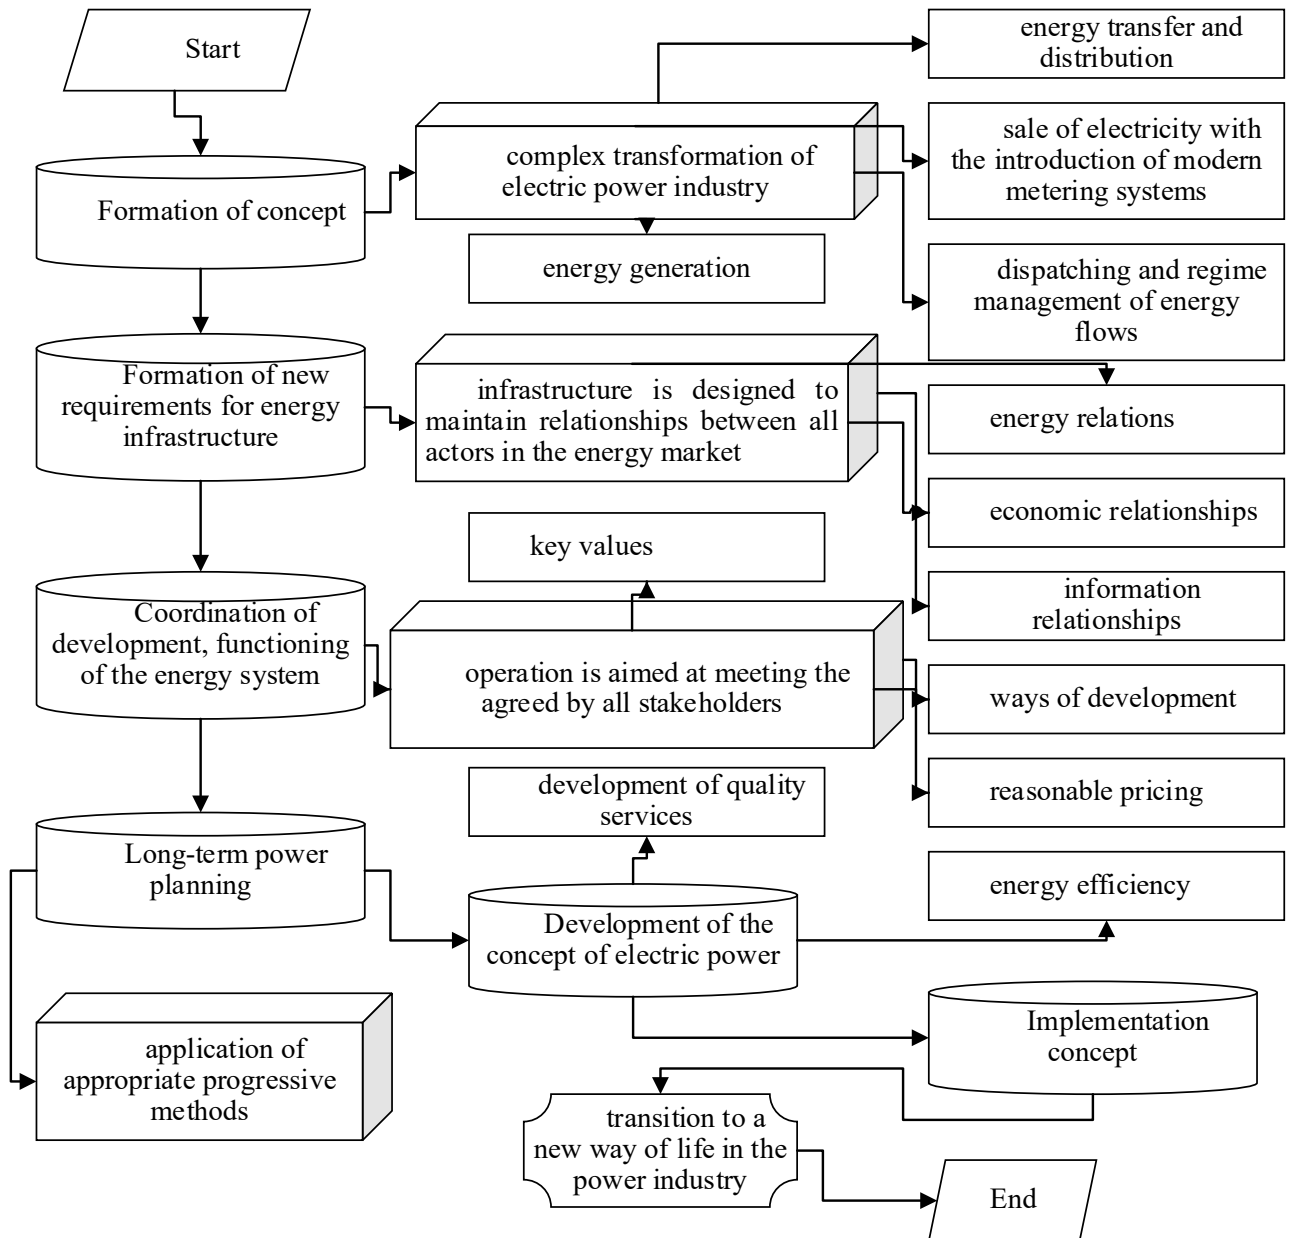 Start
energy transfer and
distribution
complex transformation of
electric power industry
sale of electricity with
the introduction of modern
metering systems
Formation of concept
energy generation
dispatching and regime
management of energy
flows
Formation of new
requirements for energy
infrastructure
infrastructure is designed to
maintain relationships between all
actors in the energy market
energy relations
economic relationships
key values
information
relationships
Coordination of
development, functioning
of the energy system
operation is aimed at meeting the
agreed by all stakeholders
ways of development
reasonable pricing
development of quality
services
Long-term power
planning
energy efficiency
Development of the
concept of electric power
Implementation
concept
application of
appropriate progressive
methods
transition to a
new way of life in the
power industry
End